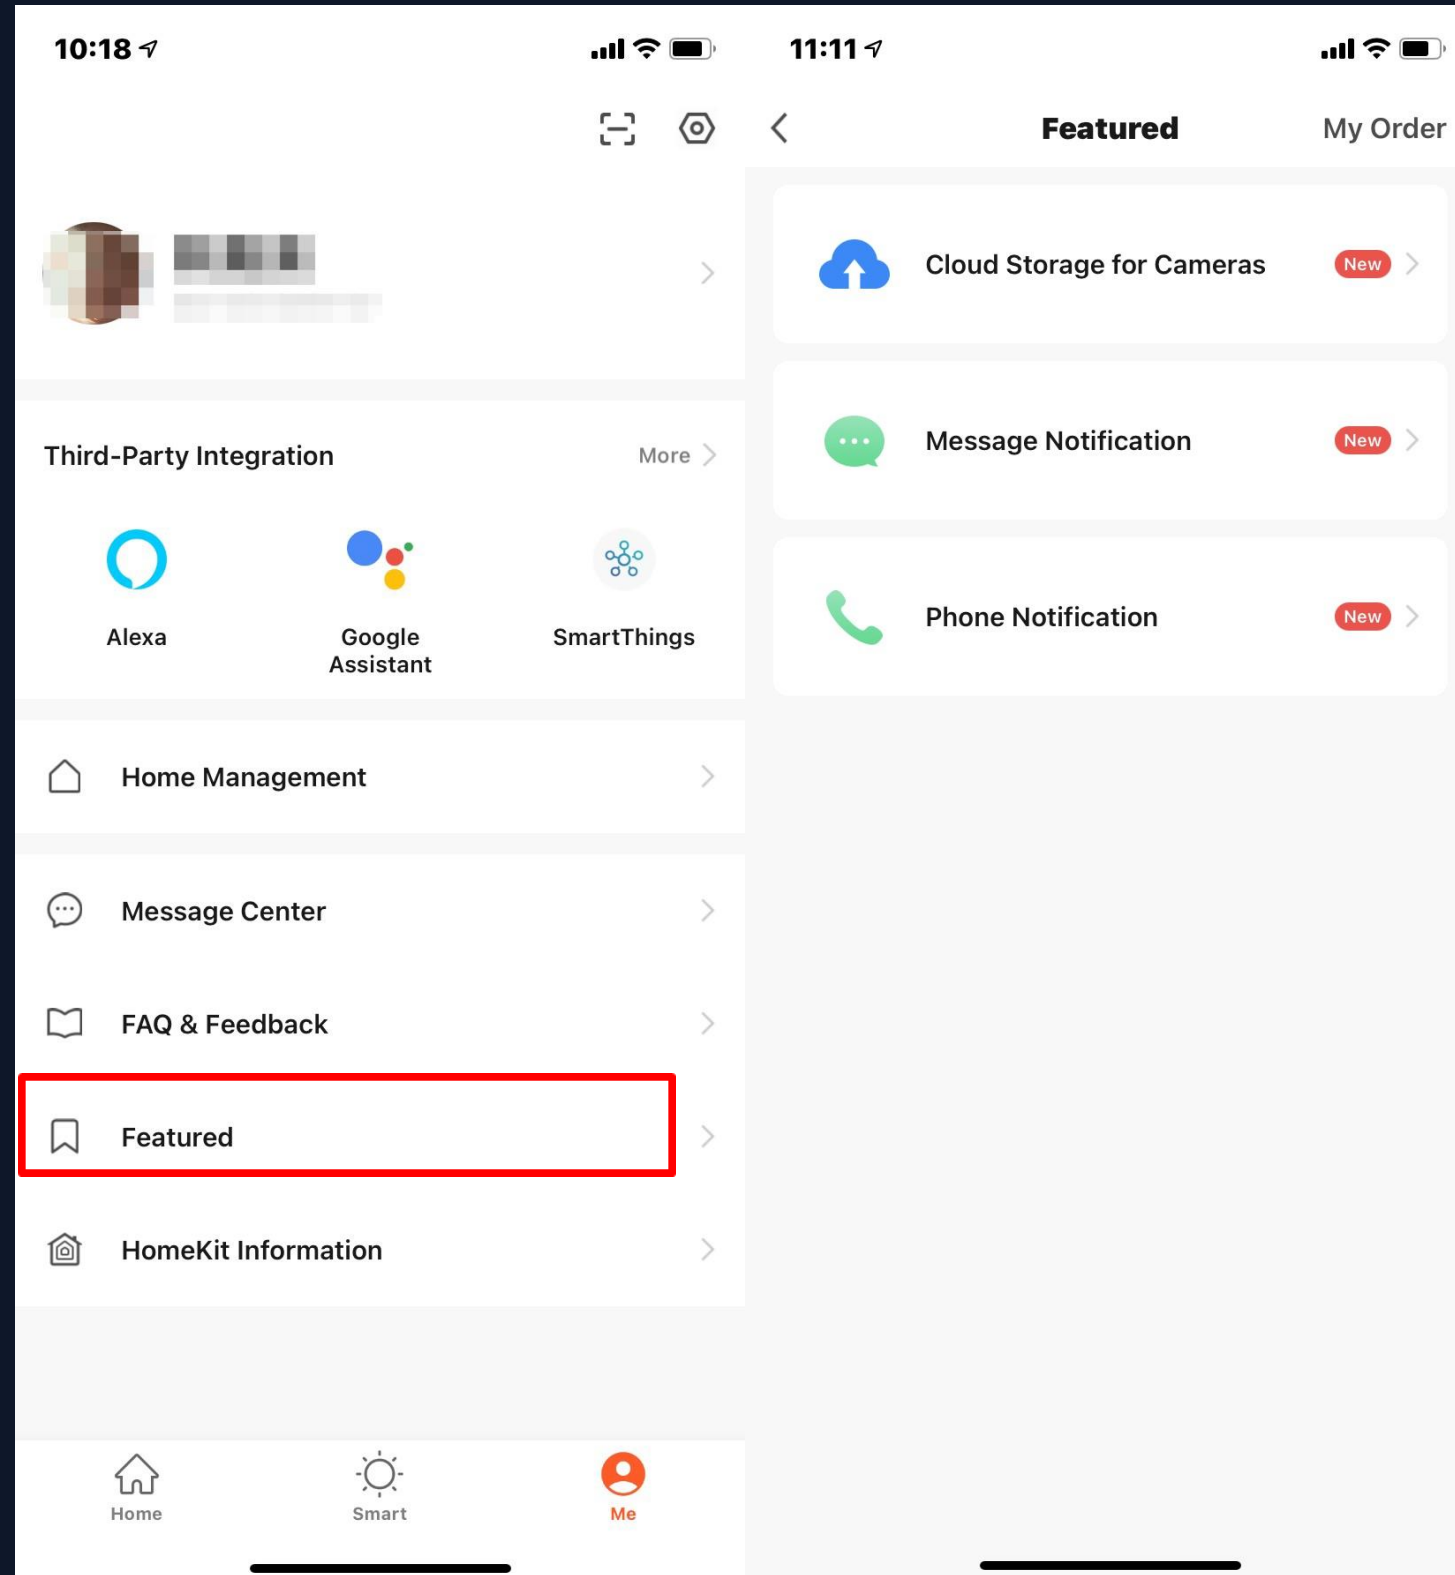 10:18
Third-Party Integration
More
Alexa
Google
Assistant
SmartThings
Home Management
Message Center
FAQ & Feedback
Featured
HomeKit Information
Home
Smart
Me
11:11
Featured
My Order
Cloud Storage for Cameras
New
Message Notification
New
Phone Notification
New